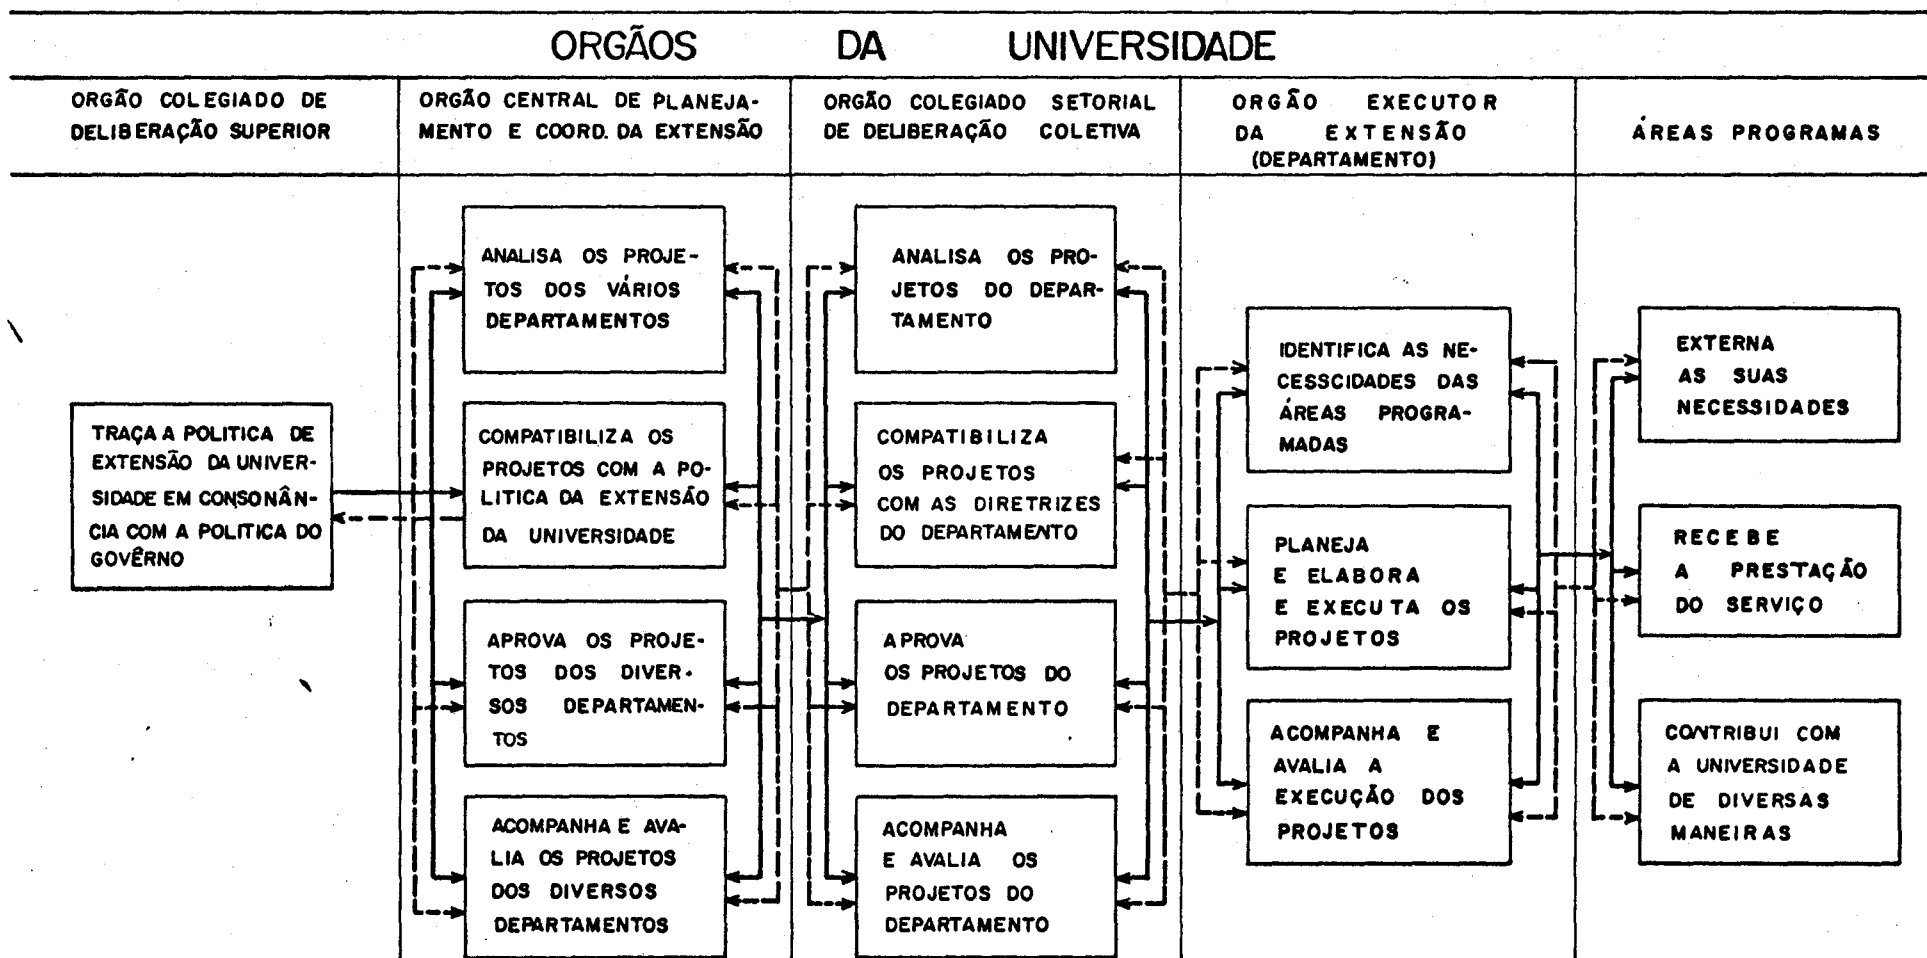 ORGÃOS DA UNIVERSIDADE
ORGÃO COLEGIADO DE
DELIBERAÇÃO SUPERIOR
ORGÃO CENTRAL DE PLANEJA-
MENTO E COORD. DA EXTENSÃO
ORGÃO COLEGIADO SETORIAL
DE DELIBERAÇÃO COLETIVA
ORGÃO EXECUTOR
DA EXTENSÃO
(DEPARTAMENTO)
ÁREAS PROGRAMAS
TRAÇA A POLITICA DE
EXTENSÃO DA UNIVER-
SIDADE EM CONSONÂN-
CIA COM A POLITICA DO
GOVÊRNO
ANALISA OS PROJE-
TOS DOS VÁRIOS
DEPARTAMENTOS
COMPATIBILIZA OS
PROJETOS COM A PO-
LITICA DA EXTENSÃO
DA UNIVERSIDADE
APROVA OS PROJE-
TOS DOS DIVER-
SOS DEPARTAMEN-
TOS
ACOMPANHA E AVA-
LIA OS PROJETOS
DOS DIVERSOS
DEPARTAMENTOS
ANALISA OS PRO-
JETOS DO DEPAR-
TAMENTO
COMPATIBILIZA
OS PROJETOS
COM AS DIRETRIZES
DO DEPARTAMENTO
APROVA
OS PROJETOS DO
DEPARTAMENTO
ACOMPANHA
E AVALIA OS
PROJETOS DO
DEPARTAMENTO
IDENTIFICA AS NE-
CESSCIDADES DAS
ÁREAS PROGRA-
MADAS
PLANEJA
E ELABORA
E EXECUTA OS
PROJETOS
ACOMPANHA E
AVALIA A
EXECUÇÃO DOS
PROJETOS
EXTERNA
AS SUAS
NECESSIDADES
RECEBE
A PRESTAÇÃO
DO SERVIÇO
CONTRIBUI COM
A UNIVERSIDADE
DE DIVERSAS
MANEIRAS